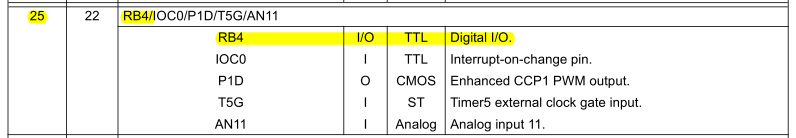 25 22 RB4/IOC0/P1D/T5G/AN11
RB4 I/O TTL Digital I/O.
IOC0 I TTL Interrupt-on-change pin.
P1D O CMOS Enhanced CCP1 PWM output.
T5G I ST Timer5 external clock gate input.
AN11 I Analog Analog input 11.